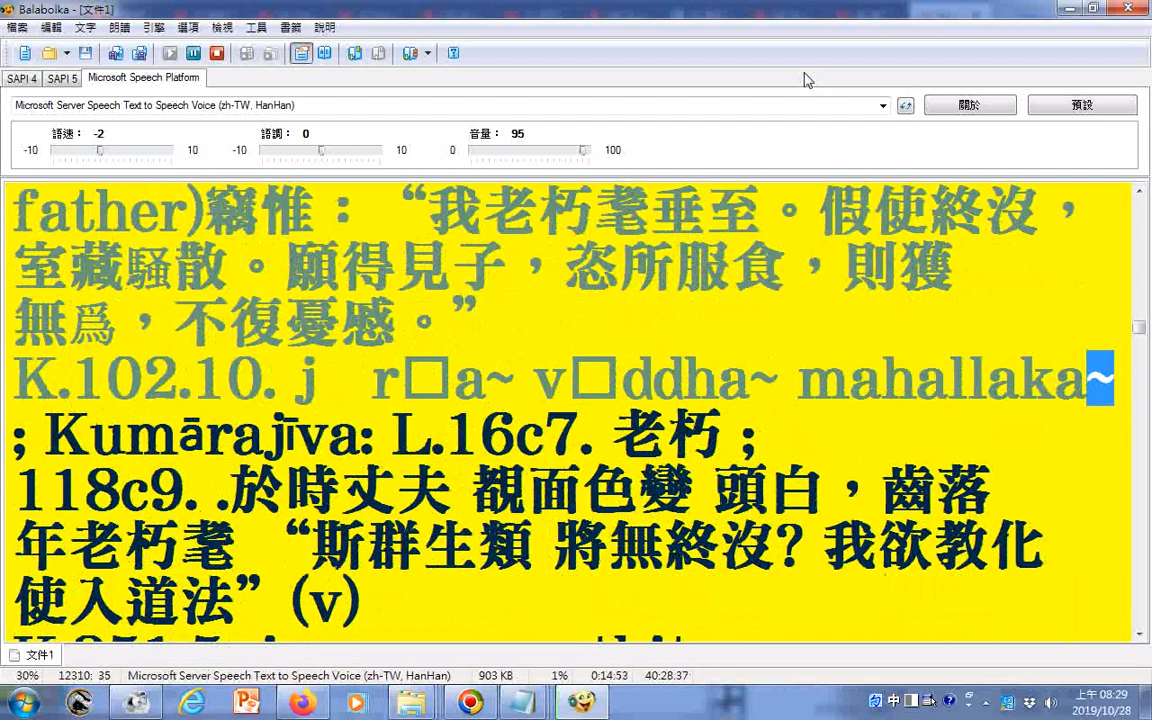 Balabolka - [文件1]
檔案 編輯 文字 朗讀 引擎 選項 檢視 工具 書籤 說明
SAPI 4 SAPI 5 Microsoft Speech Platform
Microsoft Server Speech Text to Speech Voice (zh-TW, HanHan) 關於 預設
語速： -2 語調： 0 音量： 95
-10 10 -10 10 0 100
father)竊惟：“我老朽耄垂至。假使終沒，
室藏騷散。願得見子，恣所服食，則獲
無爲，不復憂慼。”
K.102.10. j r□a~ v□ddha~ mahallaka~
; Kumārajīva: L.16c7. 老朽 ;
118c9. .於時丈夫 覩面色變 頭白，齒落
年老朽耄 “斯群生類 將無終沒? 我欲教化
使入道法” (v)
文件1
30% 12310: 35 Microsoft Server Speech Text to Speech Voice (zh-TW, HanHan) 903 KB 1% 0:14:53 40:28:37
中 上午 08:29
2019/10/28